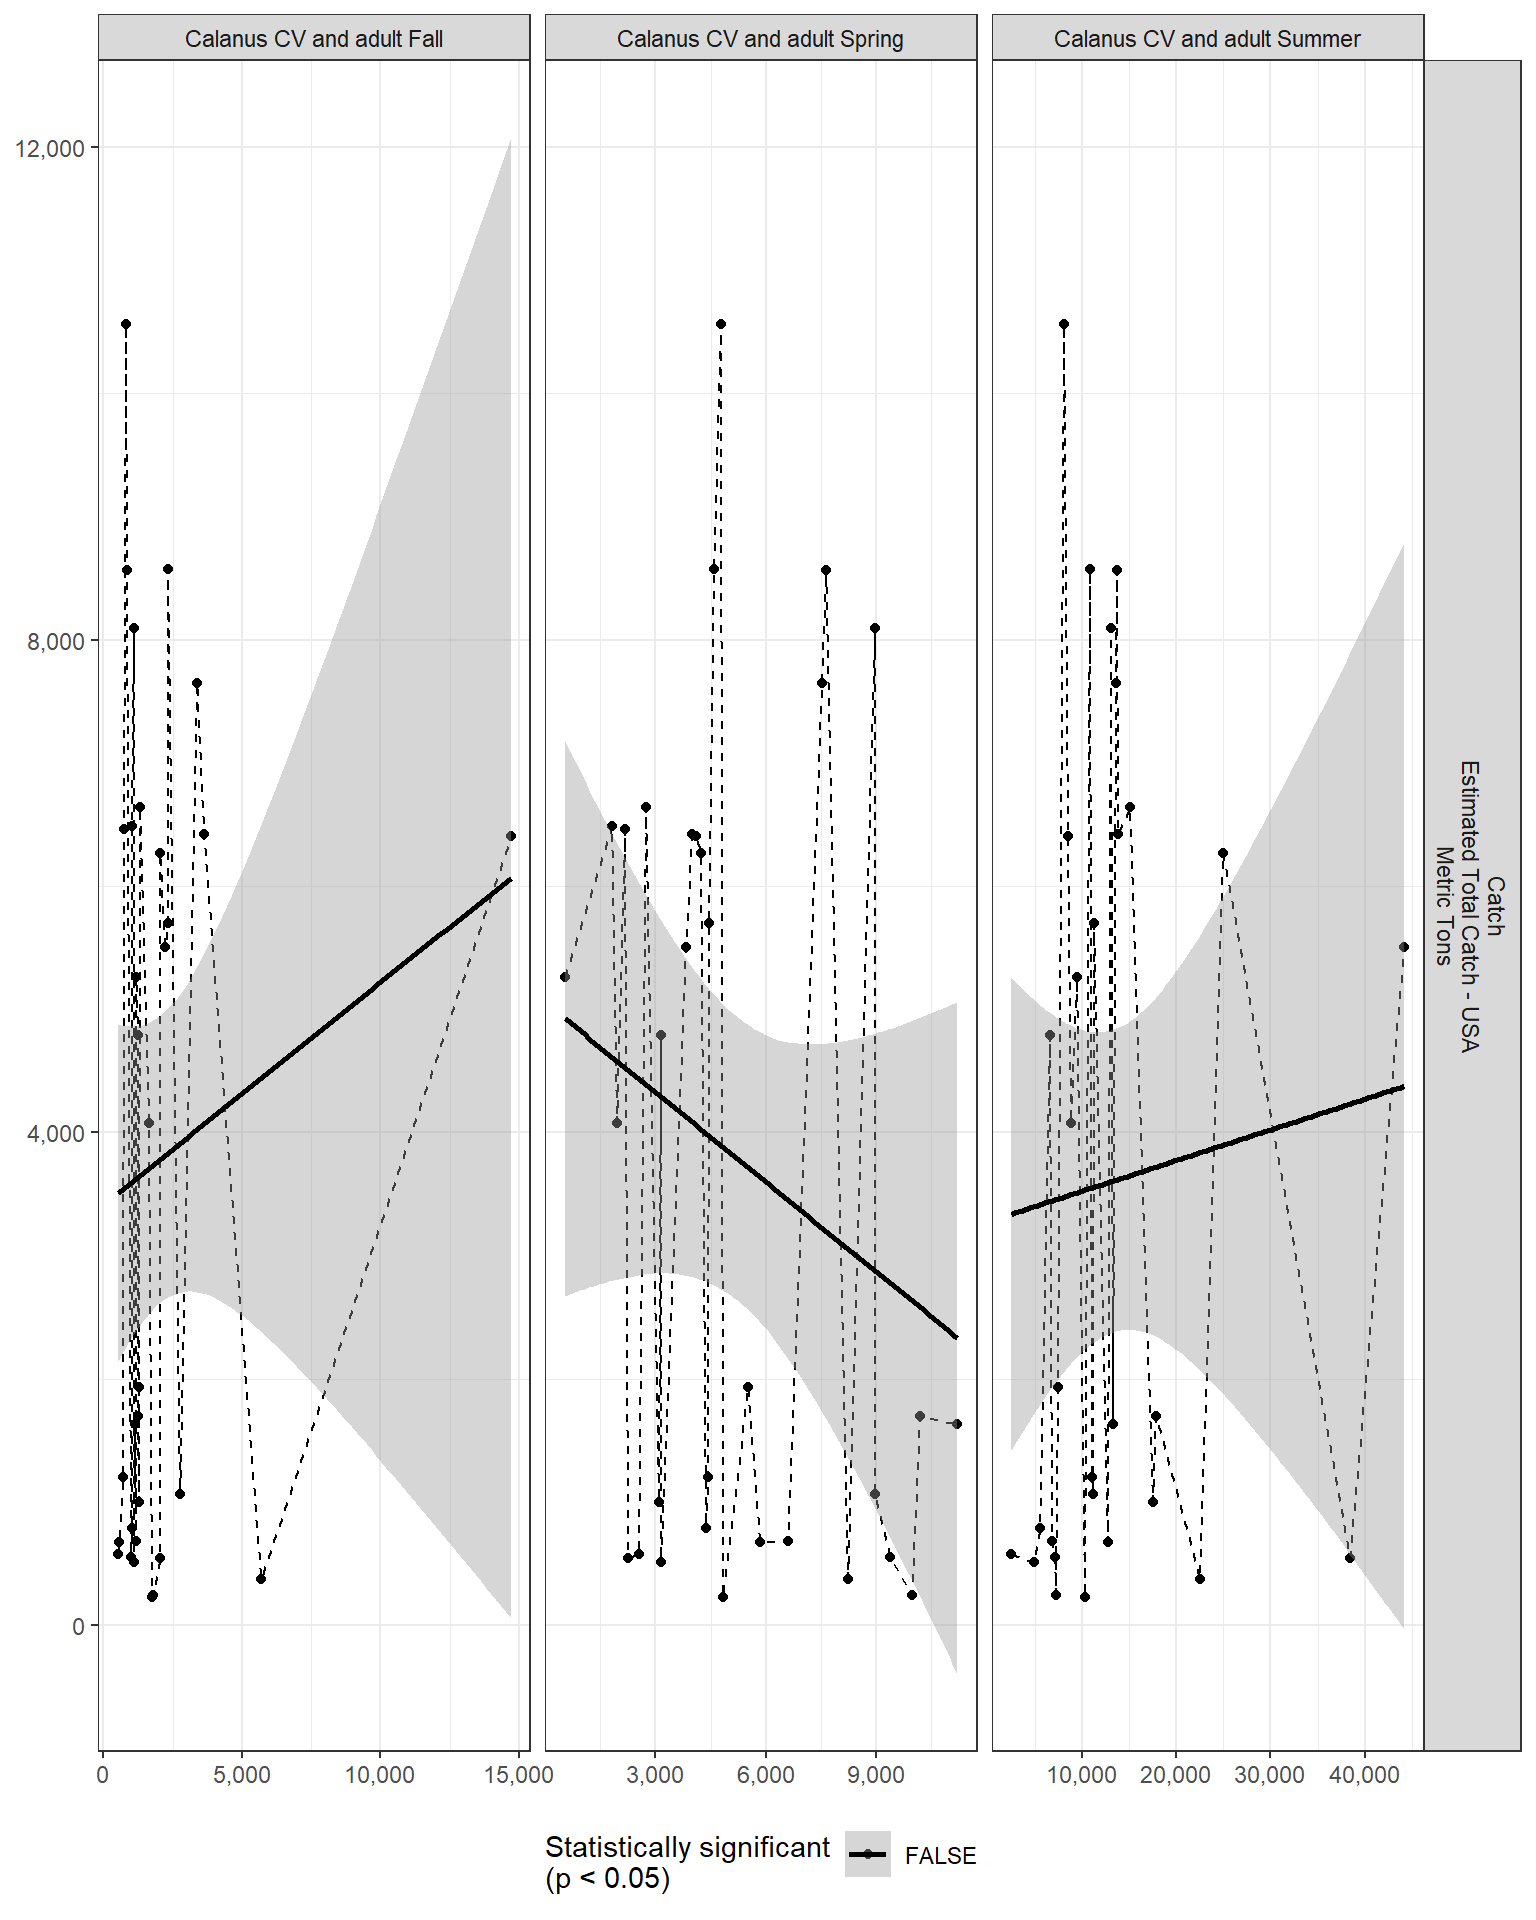 Calanus CV and adult Fall
Calanus CV and adult Spring
Calanus CV and adult Summer
12,000
8,000
4,000
0
Catch
Estimated Total Catch - USA
Metric Tons
0
5,000
10,000
15,000
3,000
6,000
9,000
10,000
20,000
30,000
40,000
Statistically significant
(p < 0.05)
FALSE